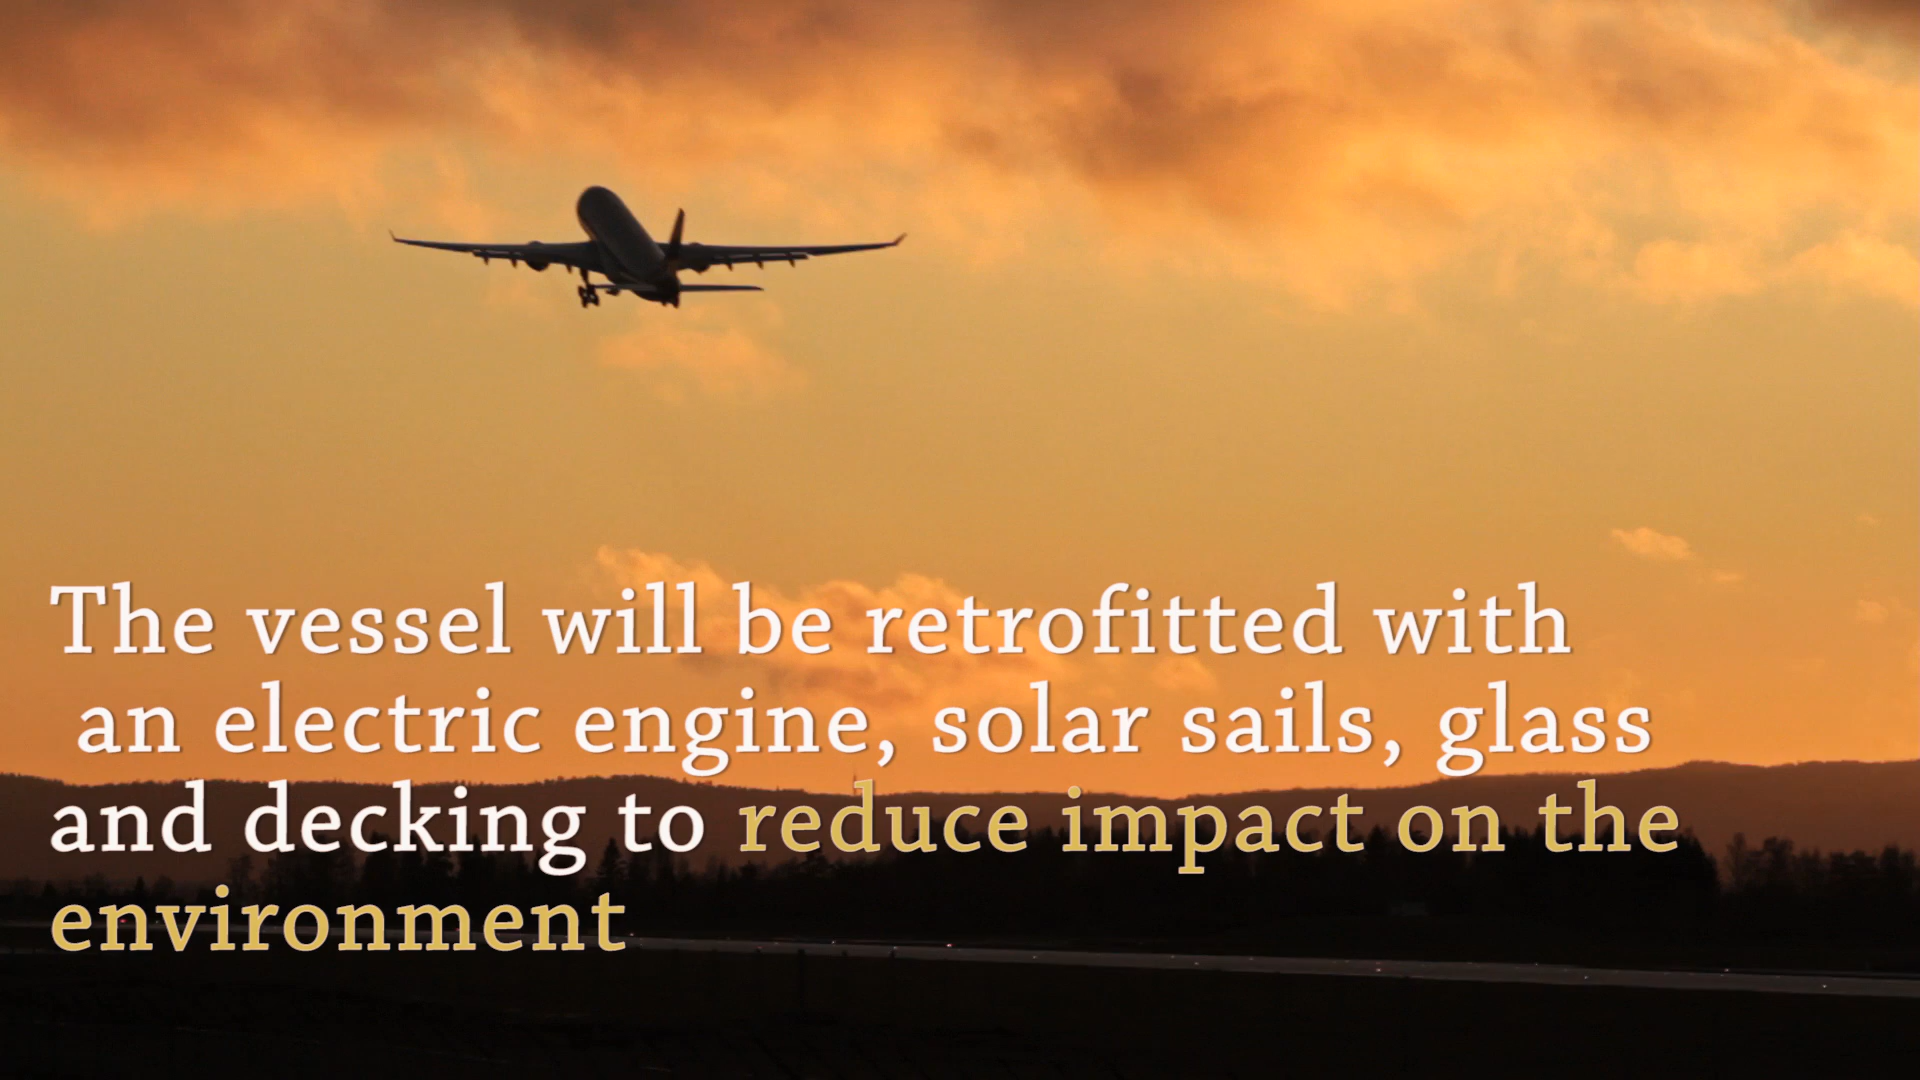 The vessel will be retrofitted with
an electric engine, solar sails, glass
and decking to reduce impact on the
environment